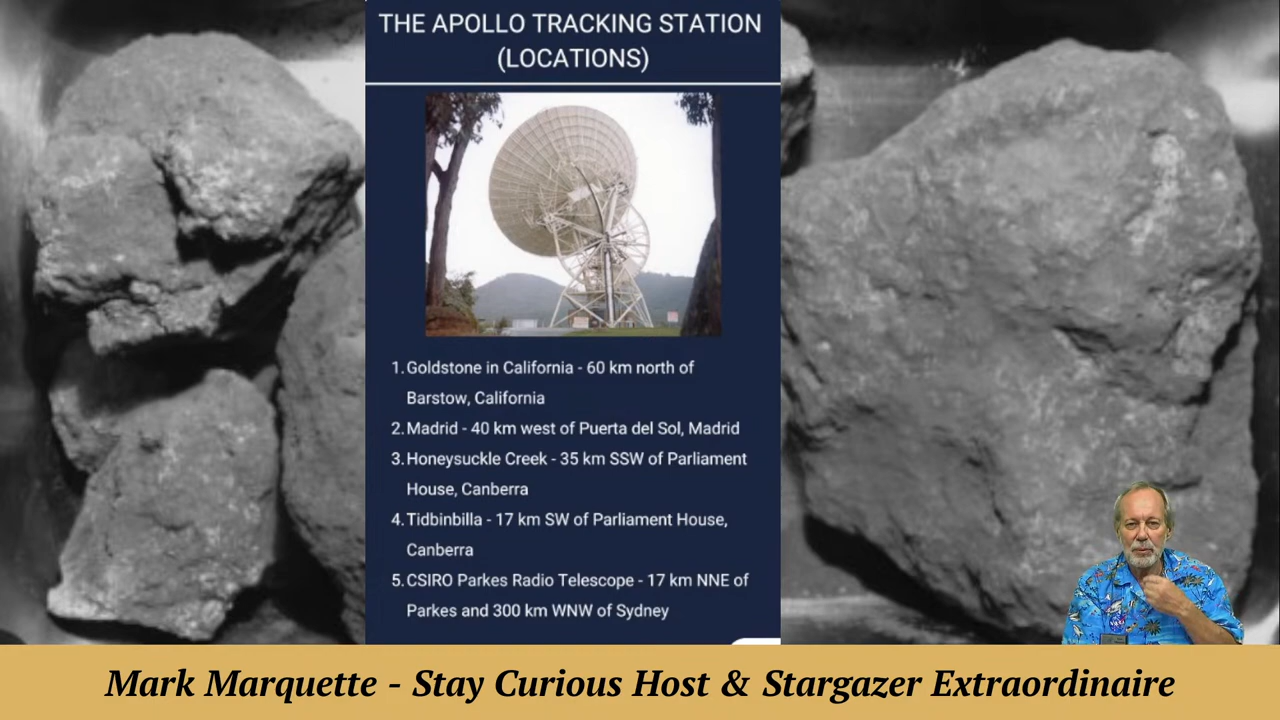 THE APOLLO TRACKING STATION
(LOCATIONS)
1. Goldstone in California - 60 km north of
Barstow, California
2. Madrid - 40 km west of Puerta del Sol, Madrid
3. Honeysuckle Creek - 35 km SSW of Parliament
House, Canberra
4. Tidbinbilla - 17 km SW of Parliament House,
Canberra
5. CSIRO Parkes Radio Telescope - 17 km NNE of
Parkes and 300 km WNW of Sydney
Mark Marquette - Stay Curious Host & Stargazer Extraordinaire